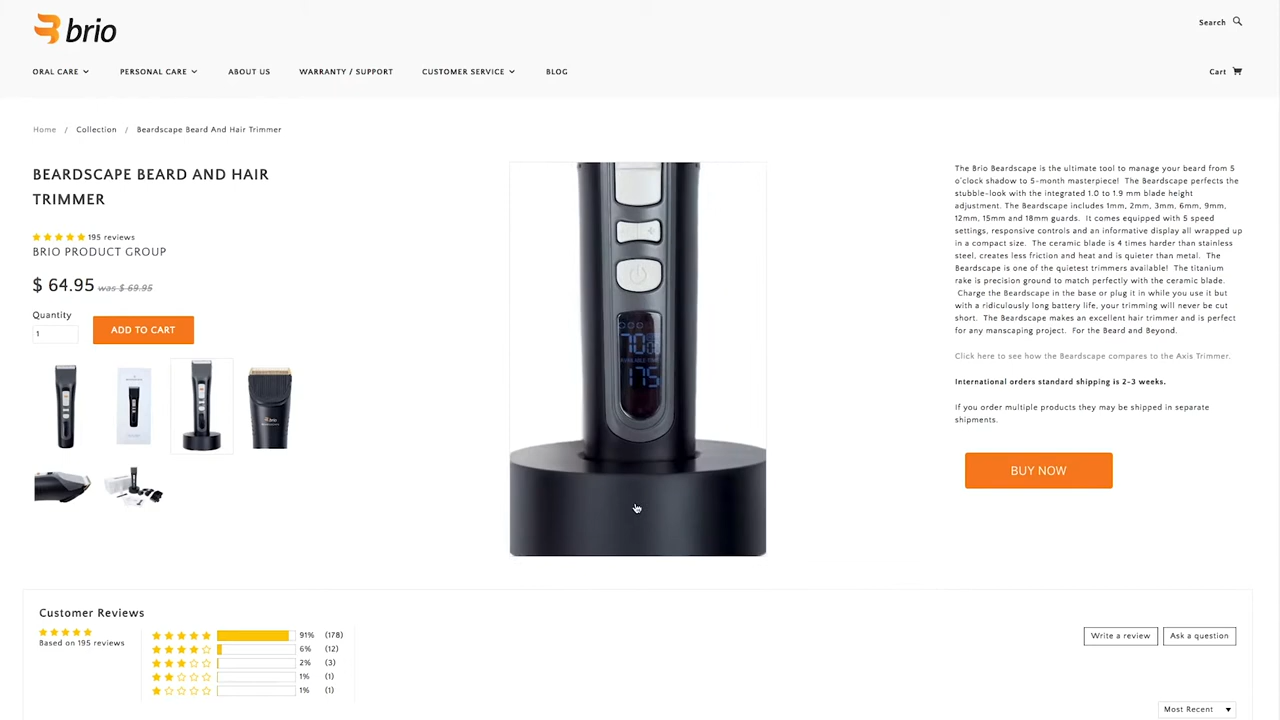 brio
Search
ORAL CARE
PERSONAL CARE
ABOUT US
WARRANTY / SUPPORT
CUSTOMER SERVICE
BLOG
Cart
Home / Collection / Beardscape Beard And Hair Trimmer
BEARDSCAPE BEARD AND HAIR
TRIMMER
195 reviews
BRIO PRODUCT GROUP
$ 64.95 was $ 69.95
Quantity
1
ADD TO CART
brio
70%
AVAILABLE TIME
175
The Brio Beardscape is the ultimate tool to manage your beard from 5
o'clock shadow to 5-month masterpiece! The Beardscape perfects the
stubble-look with the integrated 1.0 to 1.9 mm blade height
adjustment. The Beardscape includes 1mm, 2mm, 3mm, 6mm, 9mm,
12mm, 15mm and 18mm guards. It comes equipped with 5 speed
settings, responsive controls and an informative display all wrapped up
in a compact size. The ceramic blade is 4 times harder than stainless
steel, creates less friction and heat and is quieter than metal. The
Beardscape is one of the quietest trimmers available! The titanium
rake is precision ground to match perfectly with the ceramic blade.
Charge the Beardscape in the base or plug it in while you use it but
with a ridiculously long battery life, your trimming will never be cut
short. The Beardscape makes an excellent hair trimmer and is perfect
for any manscaping project. For the Beard and Beyond.
Click here to see how the Beardscape compares to the Axis Trimmer.
International orders standard shipping is 2-3 weeks.
If you order multiple products they may be shipped in separate
shipments.
BUY NOW
Customer Reviews
Based on 195 reviews
91% (178)
6% (12)
2% (3)
1% (1)
1% (1)
Write a review
Ask a question
Most Recent